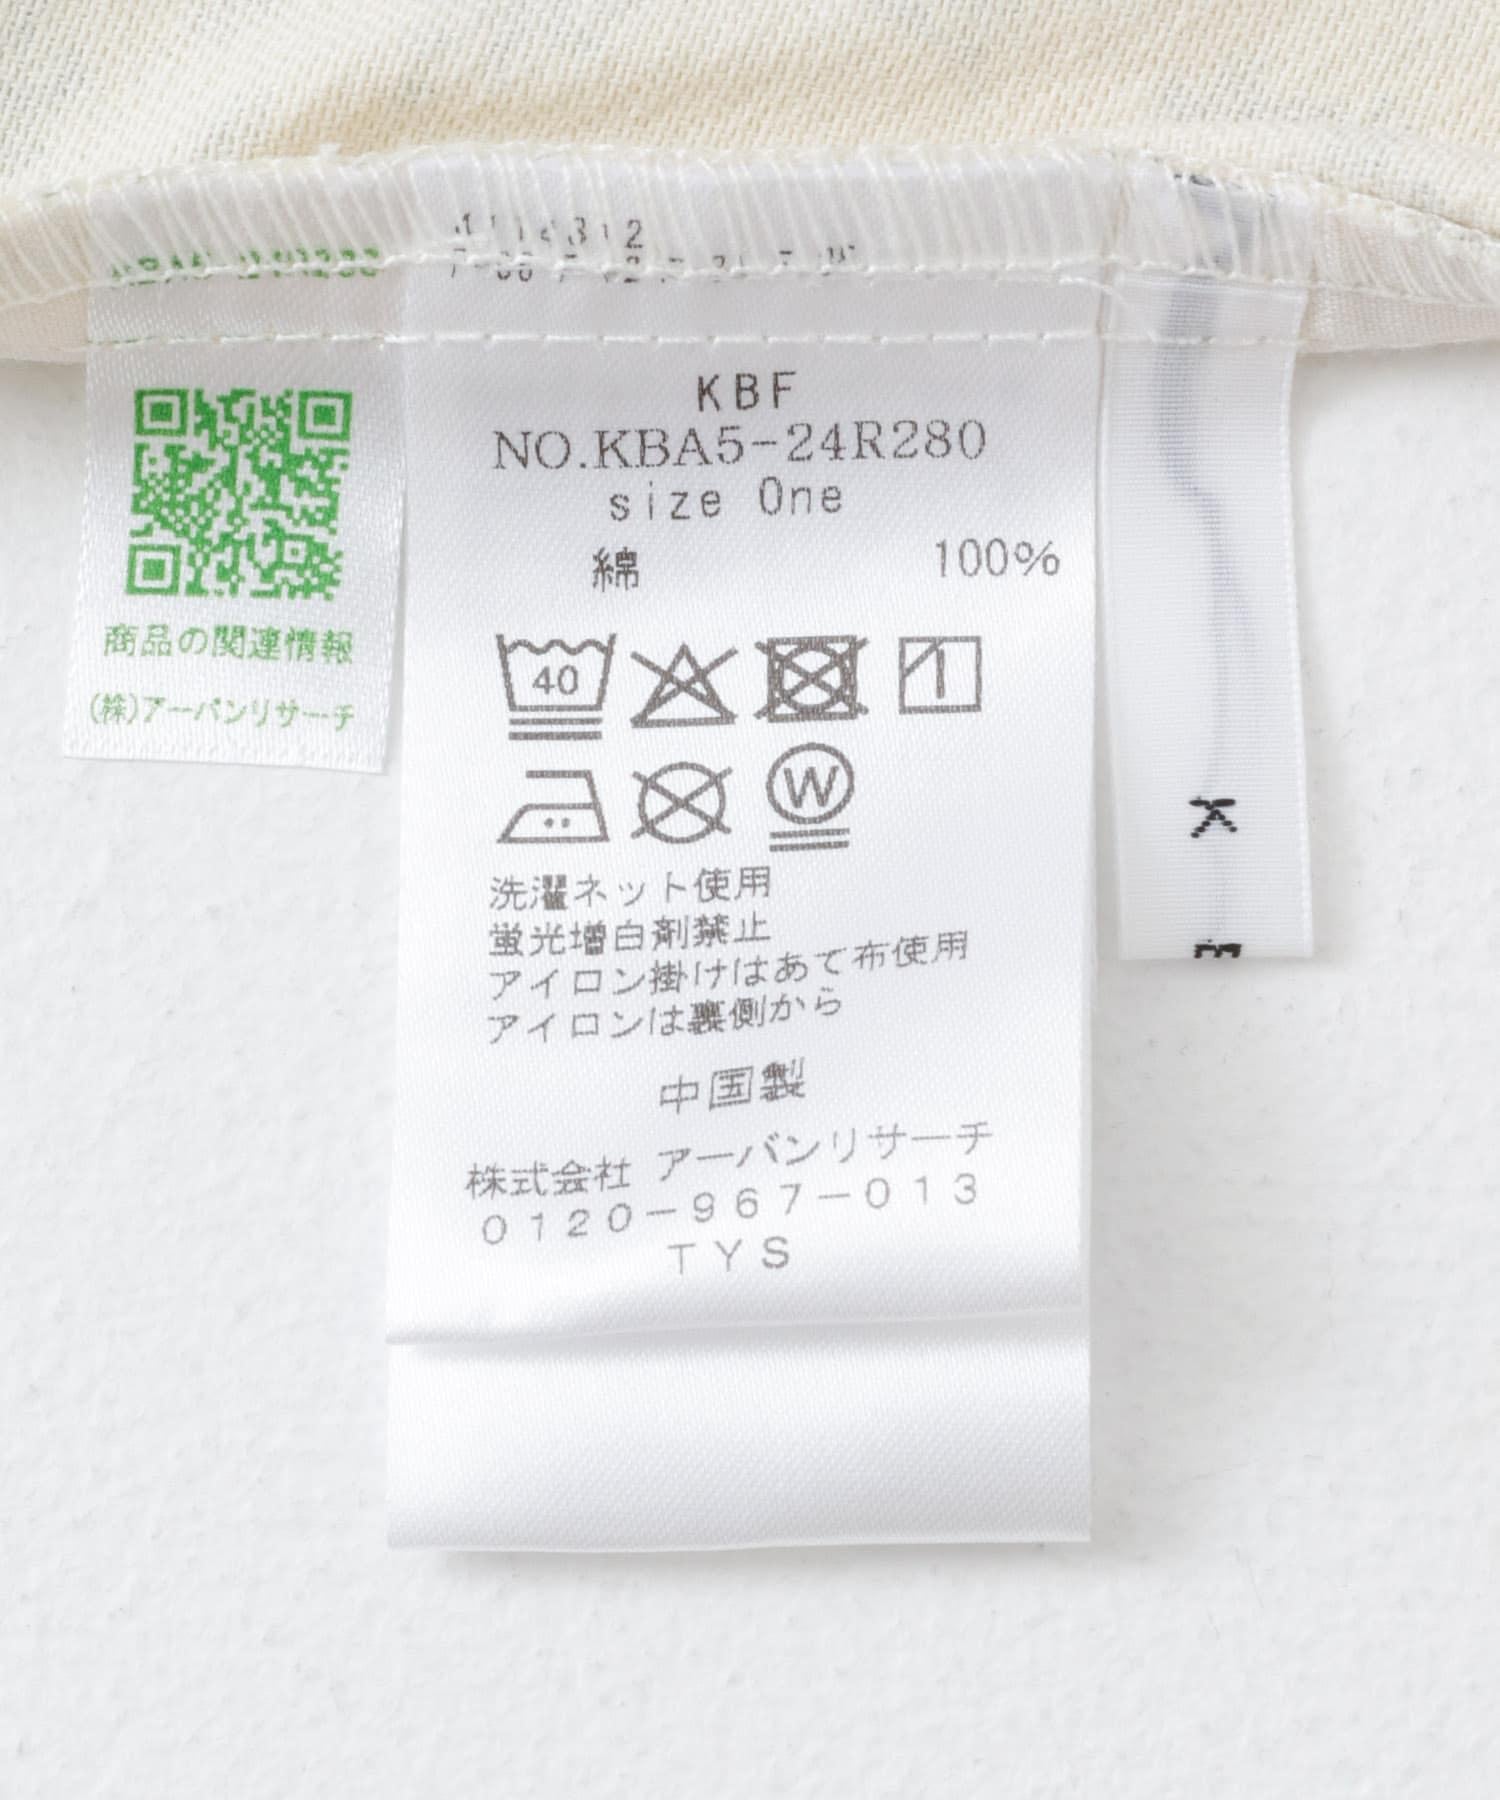 KBF
NO.KBA5-24R280
size One
綿 100%
40
W
洗濯ネット使用
蛍光増白剤禁止
アイロン掛けはあて布使用
アイロンは裏側から
中国製
株式会社 アーバンリサーチ
0120-967-013
TYS
商品の関連情報
(株)アーバンリサーチ
K